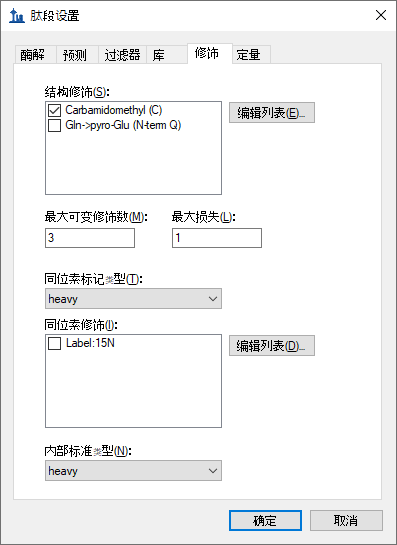 肽段设置
酶解 预测 过滤器 库 修饰 定量
结构修饰(S):
Carbamidomethyl (C)
Gln->pyro-Glu (N-term Q)
编辑列表(E)...
最大可变修饰数(M): 最大损失(L):
3 1
同位素标记类型(T):
heavy
同位素修饰(I):
Label:15N
编辑列表(D)...
内部标准类型(N):
heavy
确定 取消